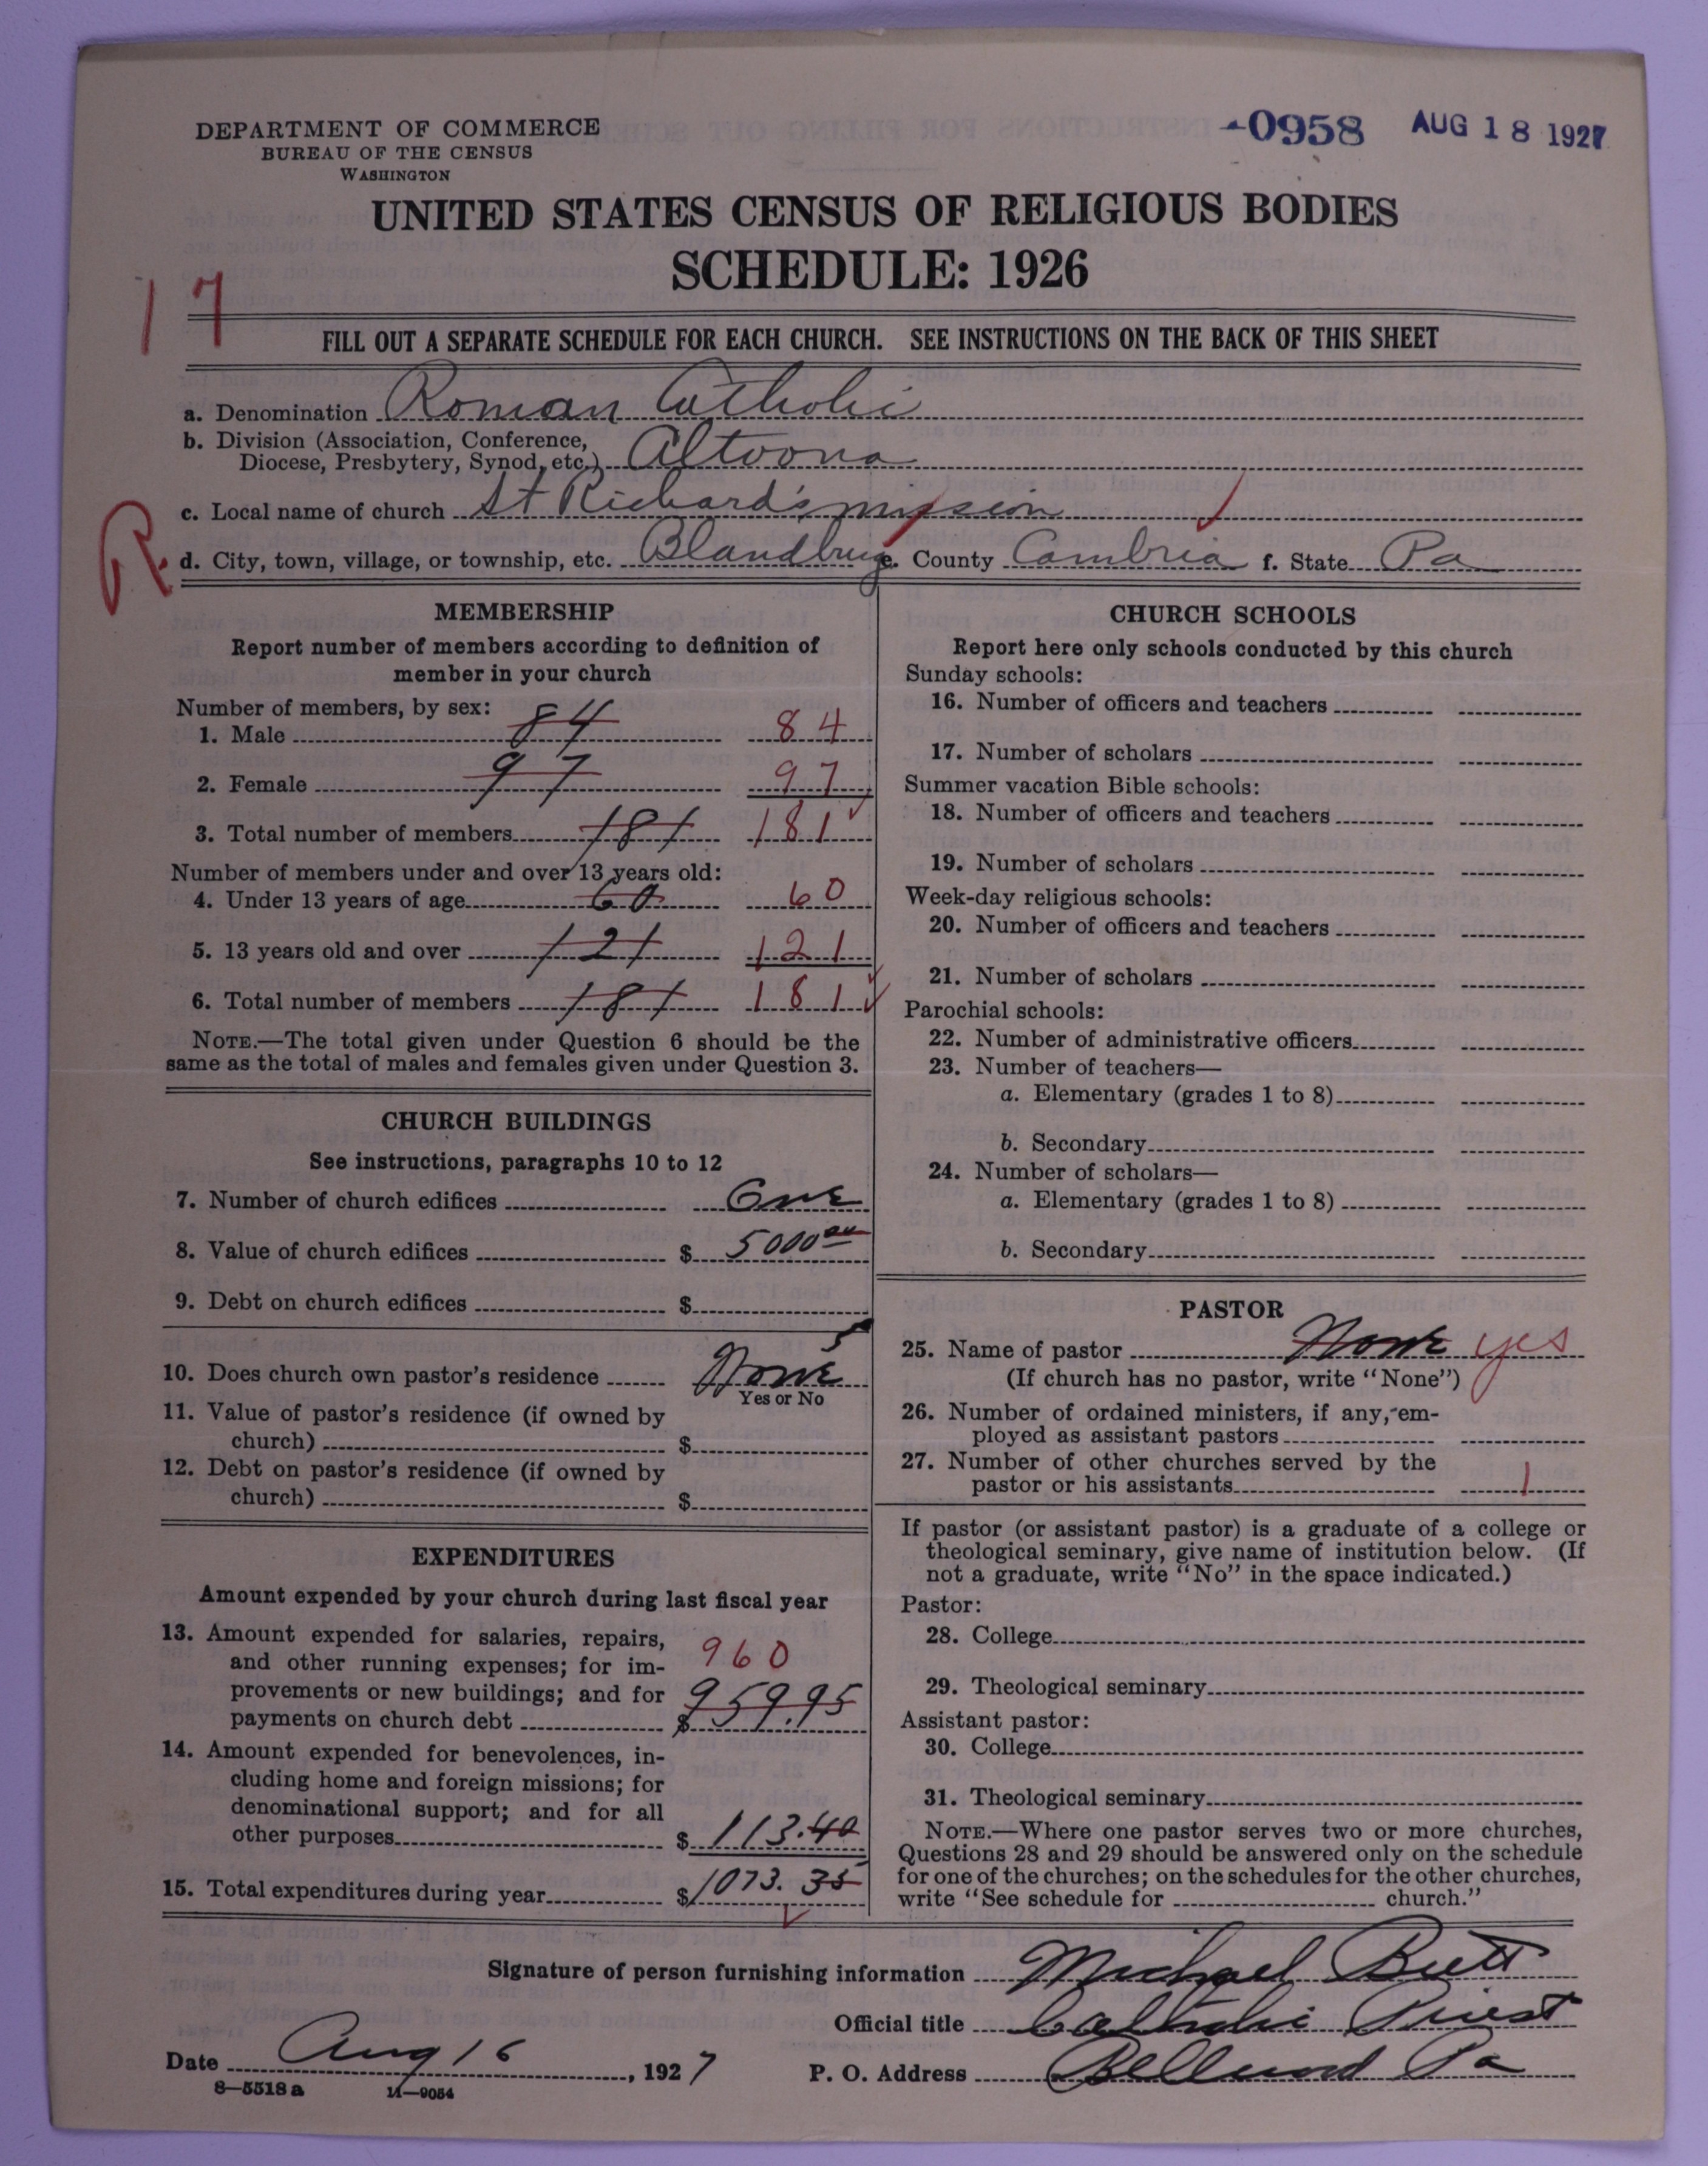 DEPARTMENT OF COMMERCE
BUREAU OF THE CENSUS
WASHINGTON
-0958 AUG 18 1927
UNITED STATES CENSUS OF RELIGIOUS BODIES
SCHEDULE: 1926
17
FILL OUT A SEPARATE SCHEDULE FOR EACH CHURCH. SEE INSTRUCTIONS ON THE BACK OF THIS SHEET
a. Denomination Roman Catholic
b. Division (Association, Conference,
Diocese, Presbytery, Synod, etc.) Altoona
c. Local name of church St Richard's mission
R
d. City, town, village, or township, etc. Blandburg e. County Cambria f. State Pa
MEMBERSHIP
Report number of members according to definition of
member in your church
Number of members, by sex:
1. Male 84 84
2. Female 97 97
3. Total number of members 181 181
Number of members under and over 13 years old:
4. Under 13 years of age 60 60
5. 13 years old and over 121 121
6. Total number of members 181 181
NOTE.—The total given under Question 6 should be the
same as the total of males and females given under Question 3.
CHURCH BUILDINGS
See instructions, paragraphs 10 to 12
7. Number of church edifices One
8. Value of church edifices $ 5000 00
9. Debt on church edifices $
10. Does church own pastor's residence None
Yes or No
11. Value of pastor's residence (if owned by
church) $
12. Debt on pastor's residence (if owned by
church) $
EXPENDITURES
Amount expended by your church during last fiscal year
13. Amount expended for salaries, repairs,
and other running expenses; for im- 960
provements or new buildings; and for
payments on church debt $ 959.95
14. Amount expended for benevolences, in-
cluding home and foreign missions; for
denominational support; and for all
other purposes $ 113.40
15. Total expenditures during year $ 1073.35
CHURCH SCHOOLS
Report here only schools conducted by this church
Sunday schools:
16. Number of officers and teachers
17. Number of scholars
Summer vacation Bible schools:
18. Number of officers and teachers
19. Number of scholars
Week-day religious schools:
20. Number of officers and teachers
21. Number of scholars
Parochial schools:
22. Number of administrative officers
23. Number of teachers—
a. Elementary (grades 1 to 8)
b. Secondary
24. Number of scholars—
a. Elementary (grades 1 to 8)
b. Secondary
PASTOR
25. Name of pastor None yes
(If church has no pastor, write "None")
26. Number of ordained ministers, if any, em-
ployed as assistant pastors
27. Number of other churches served by the
pastor or his assistants 1
If pastor (or assistant pastor) is a graduate of a college or
theological seminary, give name of institution below. (If
not a graduate, write "No" in the space indicated.)
Pastor:
28. College
29. Theological seminary
Assistant pastor:
30. College
31. Theological seminary
NOTE.—Where one pastor serves two or more churches,
Questions 28 and 29 should be answered only on the schedule
for one of the churches; on the schedules for the other churches,
write "See schedule for church."
Signature of person furnishing information Michael Butt
Official title Catholic Priest
Date Aug 16, 1927 P. O. Address Bellwood Pa
8—5518 a 11—9054